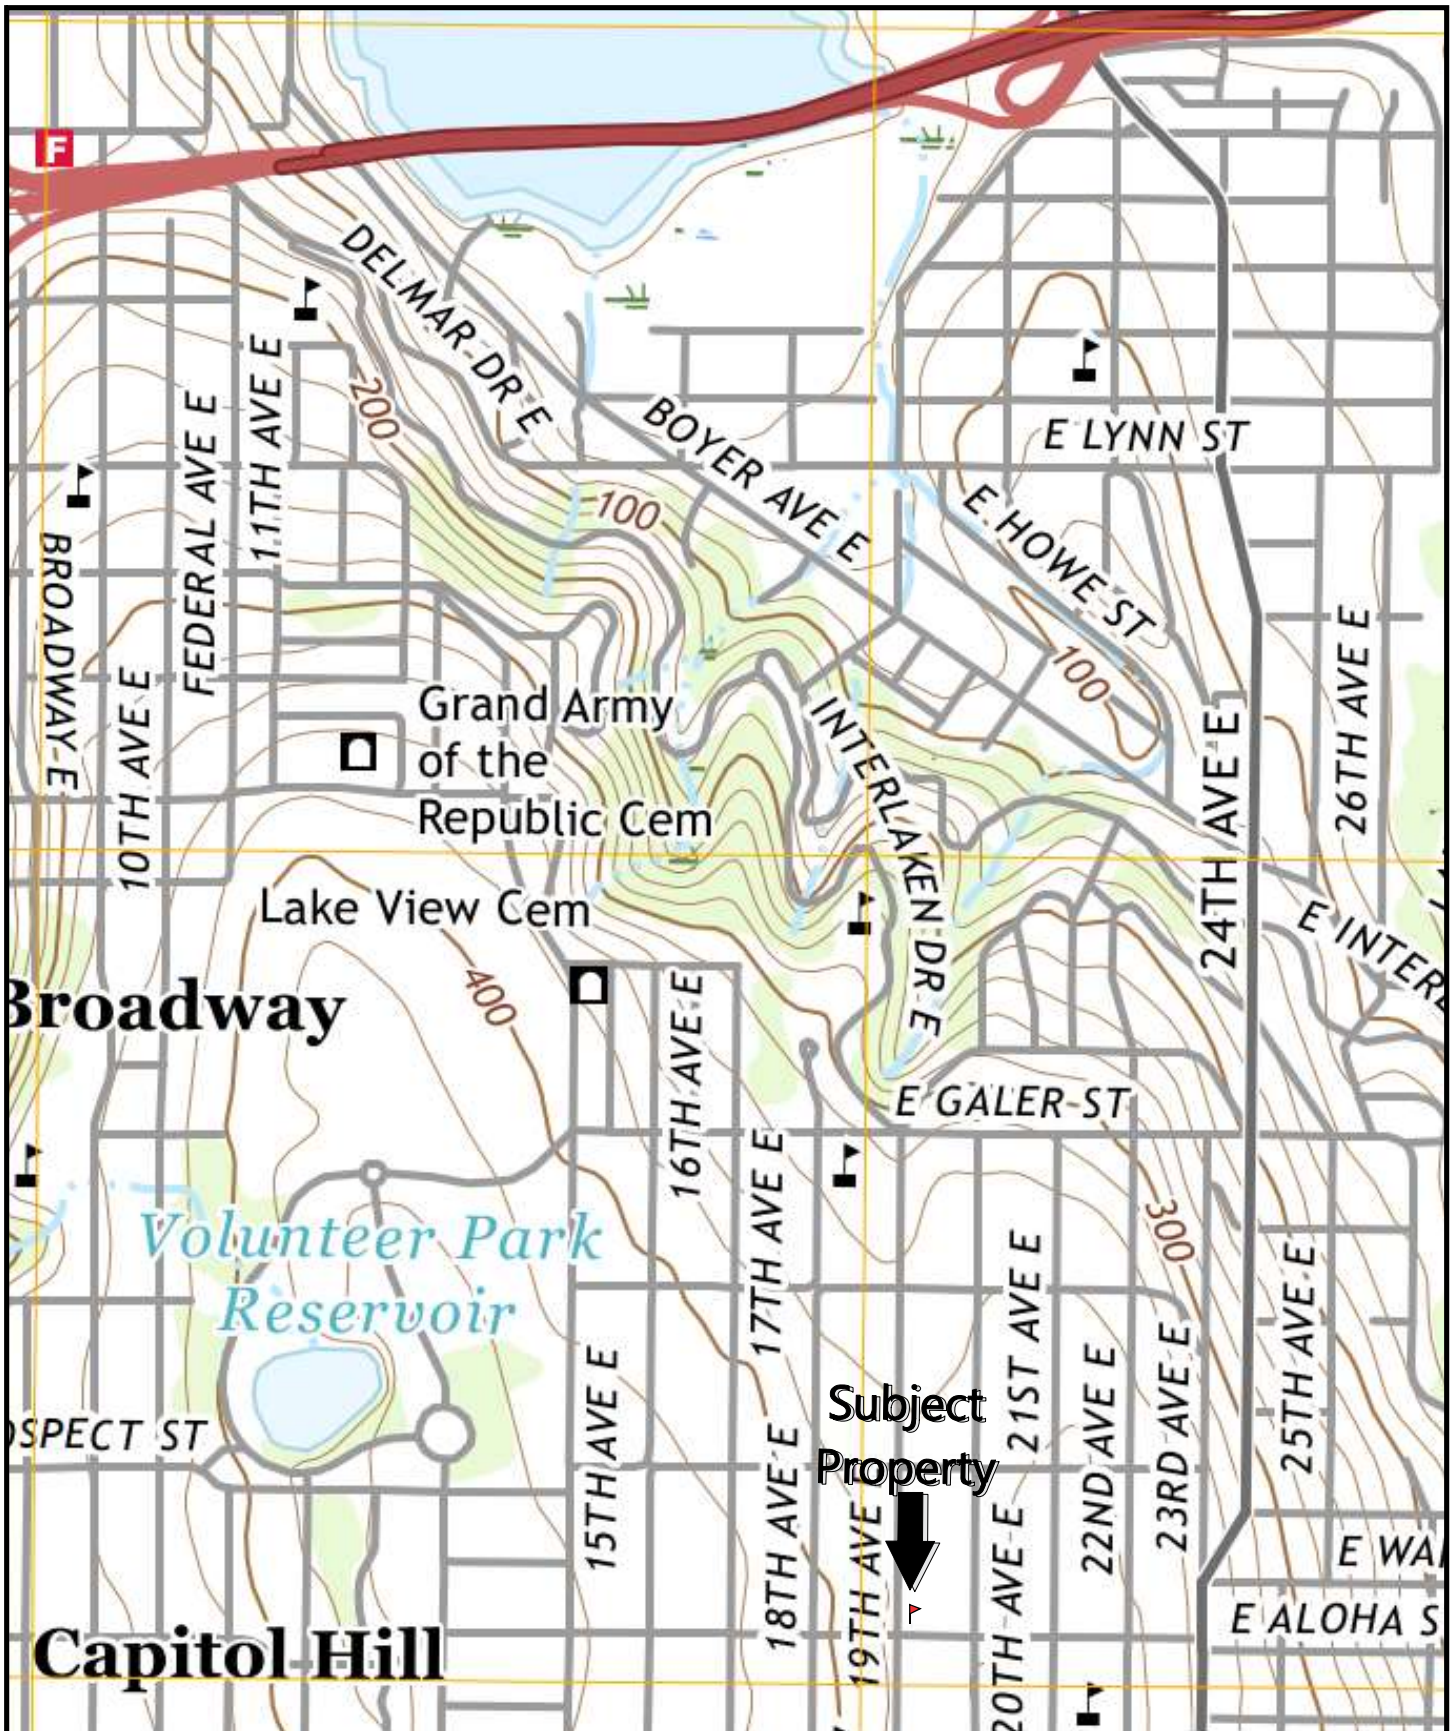 F
DELMAR DR E
200
11TH AVE E
FEDERAL AVE E
BOYER AVE E
E LYNN ST
100
E HOWE ST
BROADWAY E
10TH AVE E
Grand Army
of the
Republic Cem
INTERLAKEN DR E
100
24TH AVE E
26TH AVE E
Lake View Cem
Broadway
400
16TH AVE E
E GALER ST
Volunteer Park
Reservoir
17TH AVE E
300
21ST AVE E
25TH AVE E
15TH AVE E
22ND AVE E
23RD AVE E
Subject
Property
OSPECT ST
18TH AVE E
19TH AVE
20TH AVE E
E WA
E ALOHA S
Capitol Hill
E INTERL